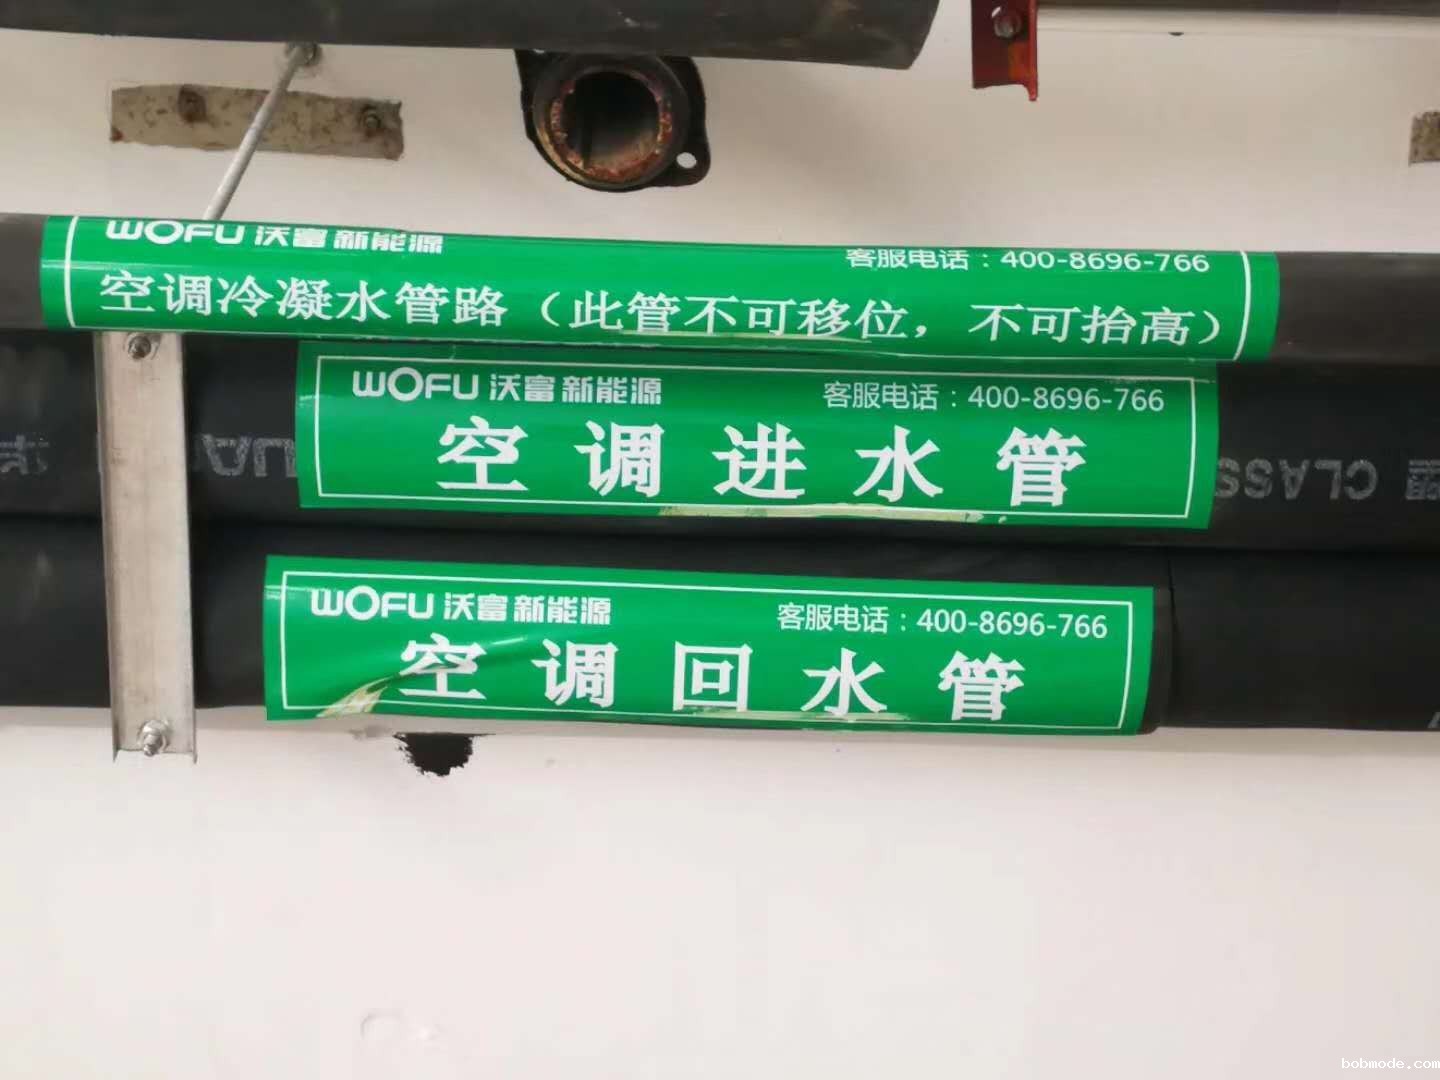 WOFU 沃富新能源
客服电话：400-8696-766
空调冷凝水管路（此管不可移位，不可抬高）
WOFU 沃富新能源
客服电话：400-8696-766
空调进水管
CLASS
WOFU 沃富新能源
客服电话：400-8696-766
空调回水管
bobmode.com